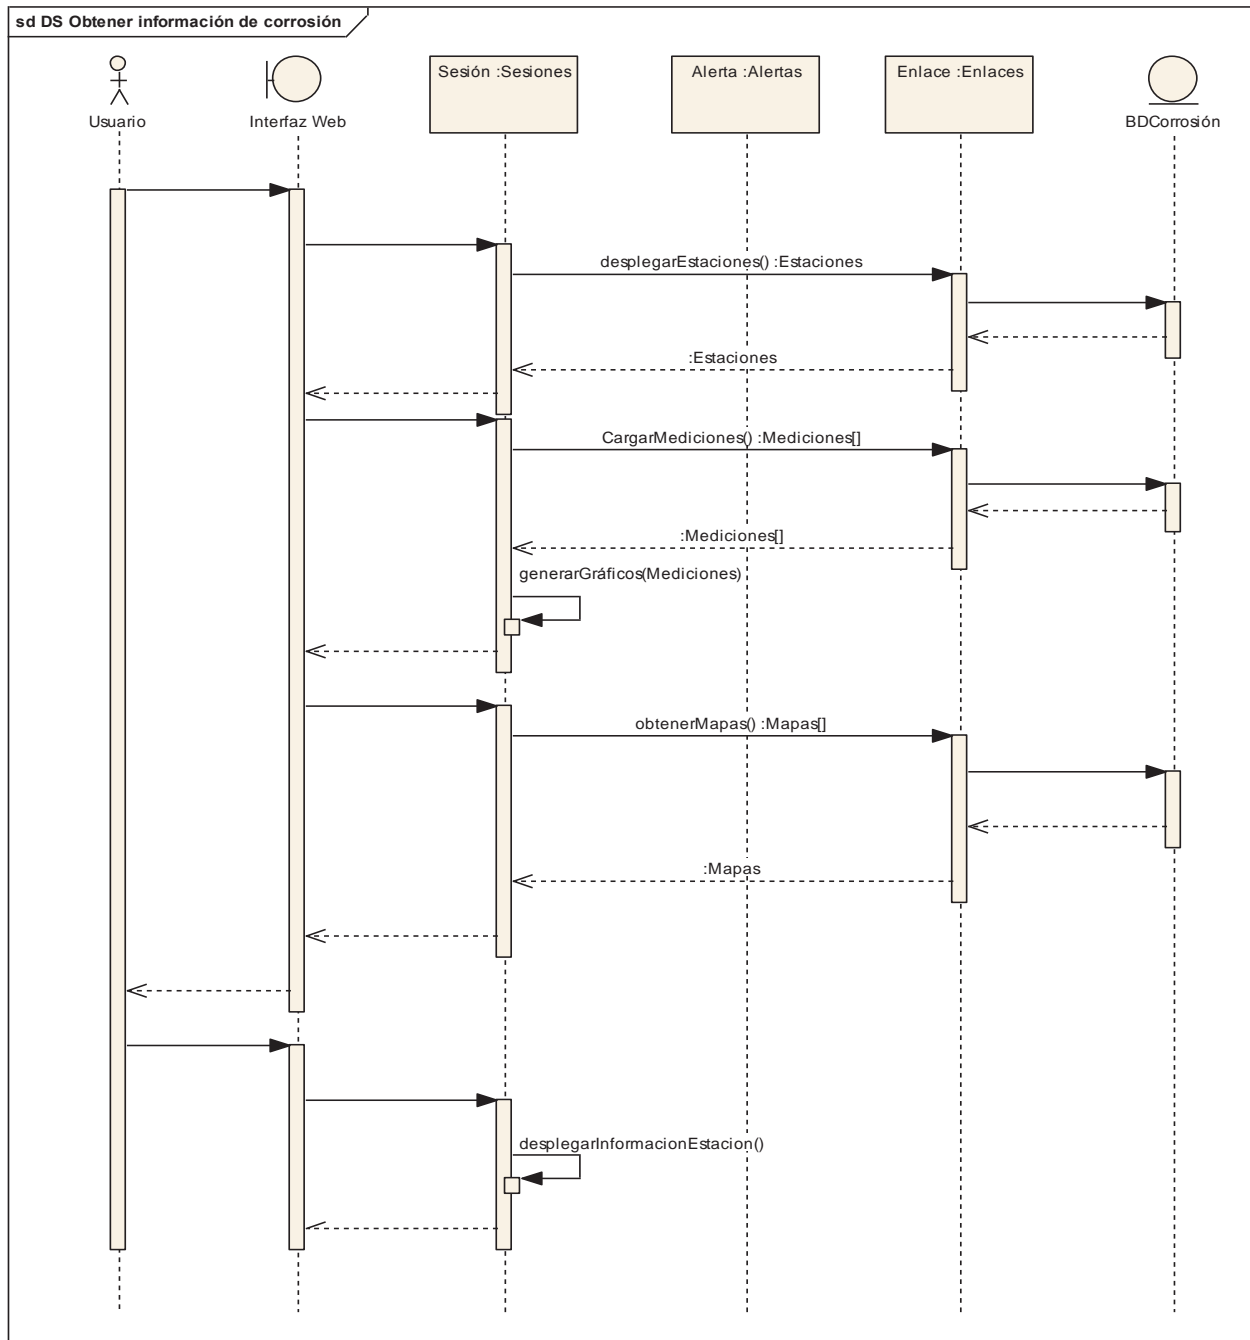 sd DS Obtener información de corrosión
Usuario
Interfaz Web
Sesión :Sesiones
Alerta :Alertas
Enlace :Enlaces
BDCorrosión
desplegarEstaciones() :Estaciones
:Estaciones
CargarMediciones() :Mediciones[]
:Mediciones[]
generarGráficos(Mediciones)
obtenerMapas() :Mapas[]
:Mapas
desplegarInformacionEstacion()